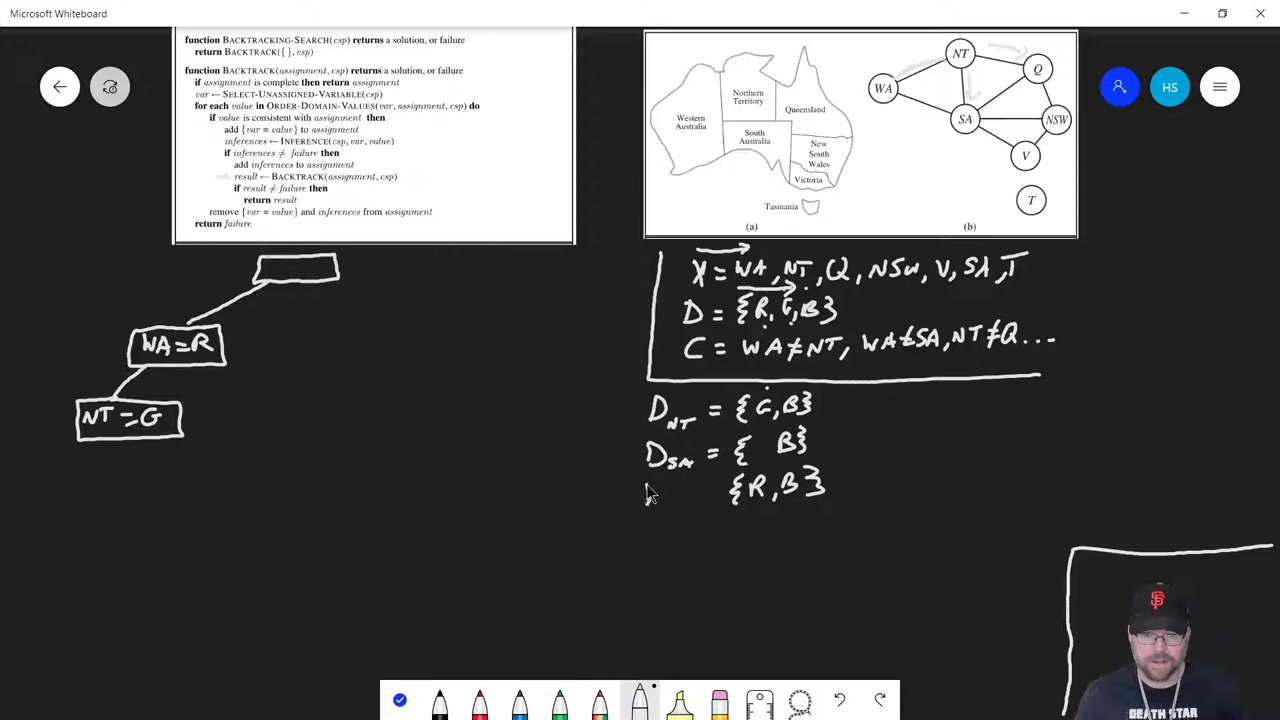 Microsoft Whiteboard
function BACKTRACKING-SEARCH(csp) returns a solution, or failure
return BACKTRACK({ }, csp)
function BACKTRACK(assignment, csp) returns a solution, or failure
if assignment is complete then return assignment
var ← SELECT-UNASSIGNED-VARIABLE(csp)
for each value in ORDER-DOMAIN-VALUES(var, assignment, csp) do
if value is consistent with assignment then
add {var = value} to assignment
inferences ← INFERENCE(csp, var, value)
if inferences ≠ failure then
add inferences to assignment
result ← BACKTRACK(assignment, csp)
if result ≠ failure then
return result
remove {var = value} and inferences from assignment
return failure
Western Australia
Northern Territory
Queensland
South Australia
New South Wales
Victoria
Tasmania
(a)
NT
Q
WA
SA
NSW
V
T
(b)
HS
X = WA, NT, Q, NSW, V, SA, T
D = {R, G, B}
C = WA≠NT, WA≠SA, NT≠Q...
D NT = {G, B}
D SA = { B}
{R, B}
WA=R
NT=G
SF
DEATH STAR